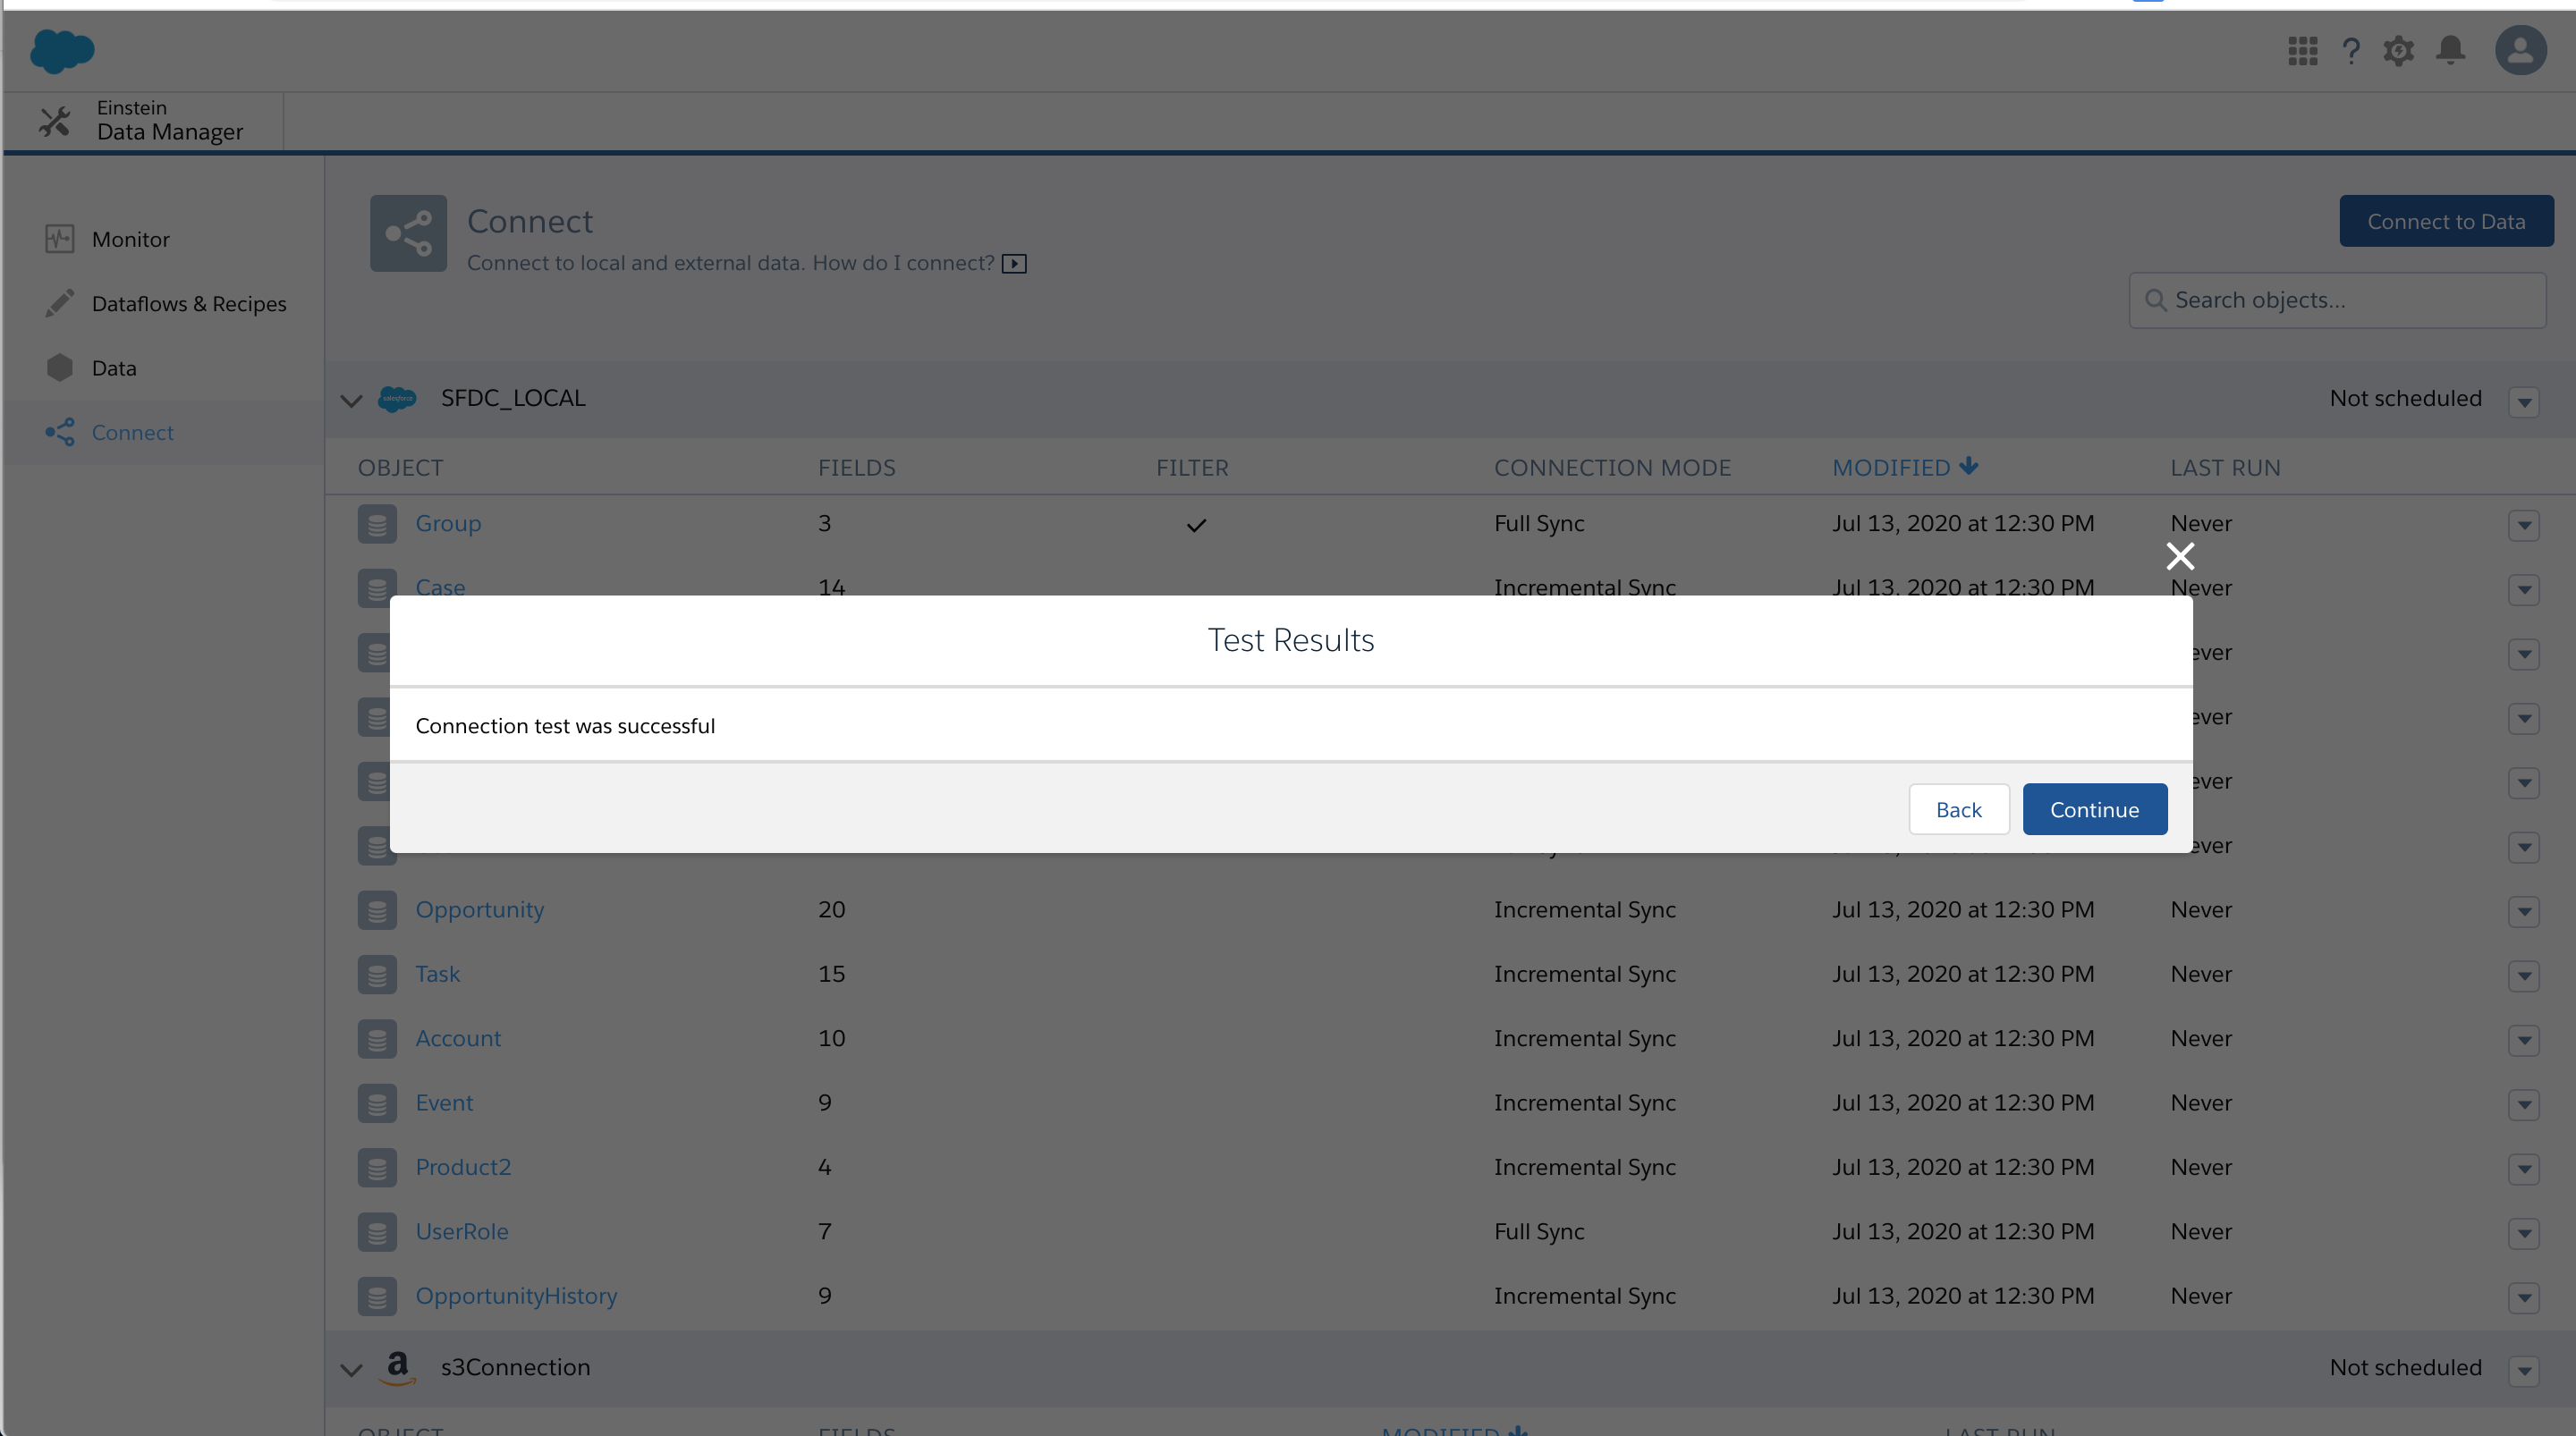 Einstein
Data Manager
Monitor
Dataflows & Recipes
Data
Connect
Connect
Connect to local and external data. How do I connect?
Connect to Data
Search objects...
salesforce
SFDC_LOCAL
Not scheduled
OBJECT FIELDS FILTER CONNECTION MODE MODIFIED LAST RUN
Group 3 Full Sync Jul 13, 2020 at 12:30 PM Never
Case 14 Incremental Sync Jul 13, 2020 at 12:30 PM Never
Test Results
Connection test was successful
Back Continue
Opportunity 20 Incremental Sync Jul 13, 2020 at 12:30 PM Never
Task 15 Incremental Sync Jul 13, 2020 at 12:30 PM Never
Account 10 Incremental Sync Jul 13, 2020 at 12:30 PM Never
Event 9 Incremental Sync Jul 13, 2020 at 12:30 PM Never
Product2 4 Incremental Sync Jul 13, 2020 at 12:30 PM Never
UserRole 7 Full Sync Jul 13, 2020 at 12:30 PM Never
OpportunityHistory 9 Incremental Sync Jul 13, 2020 at 12:30 PM Never
a s3Connection Not scheduled
OBJECT FIELDS MODIFIED LAST RUN